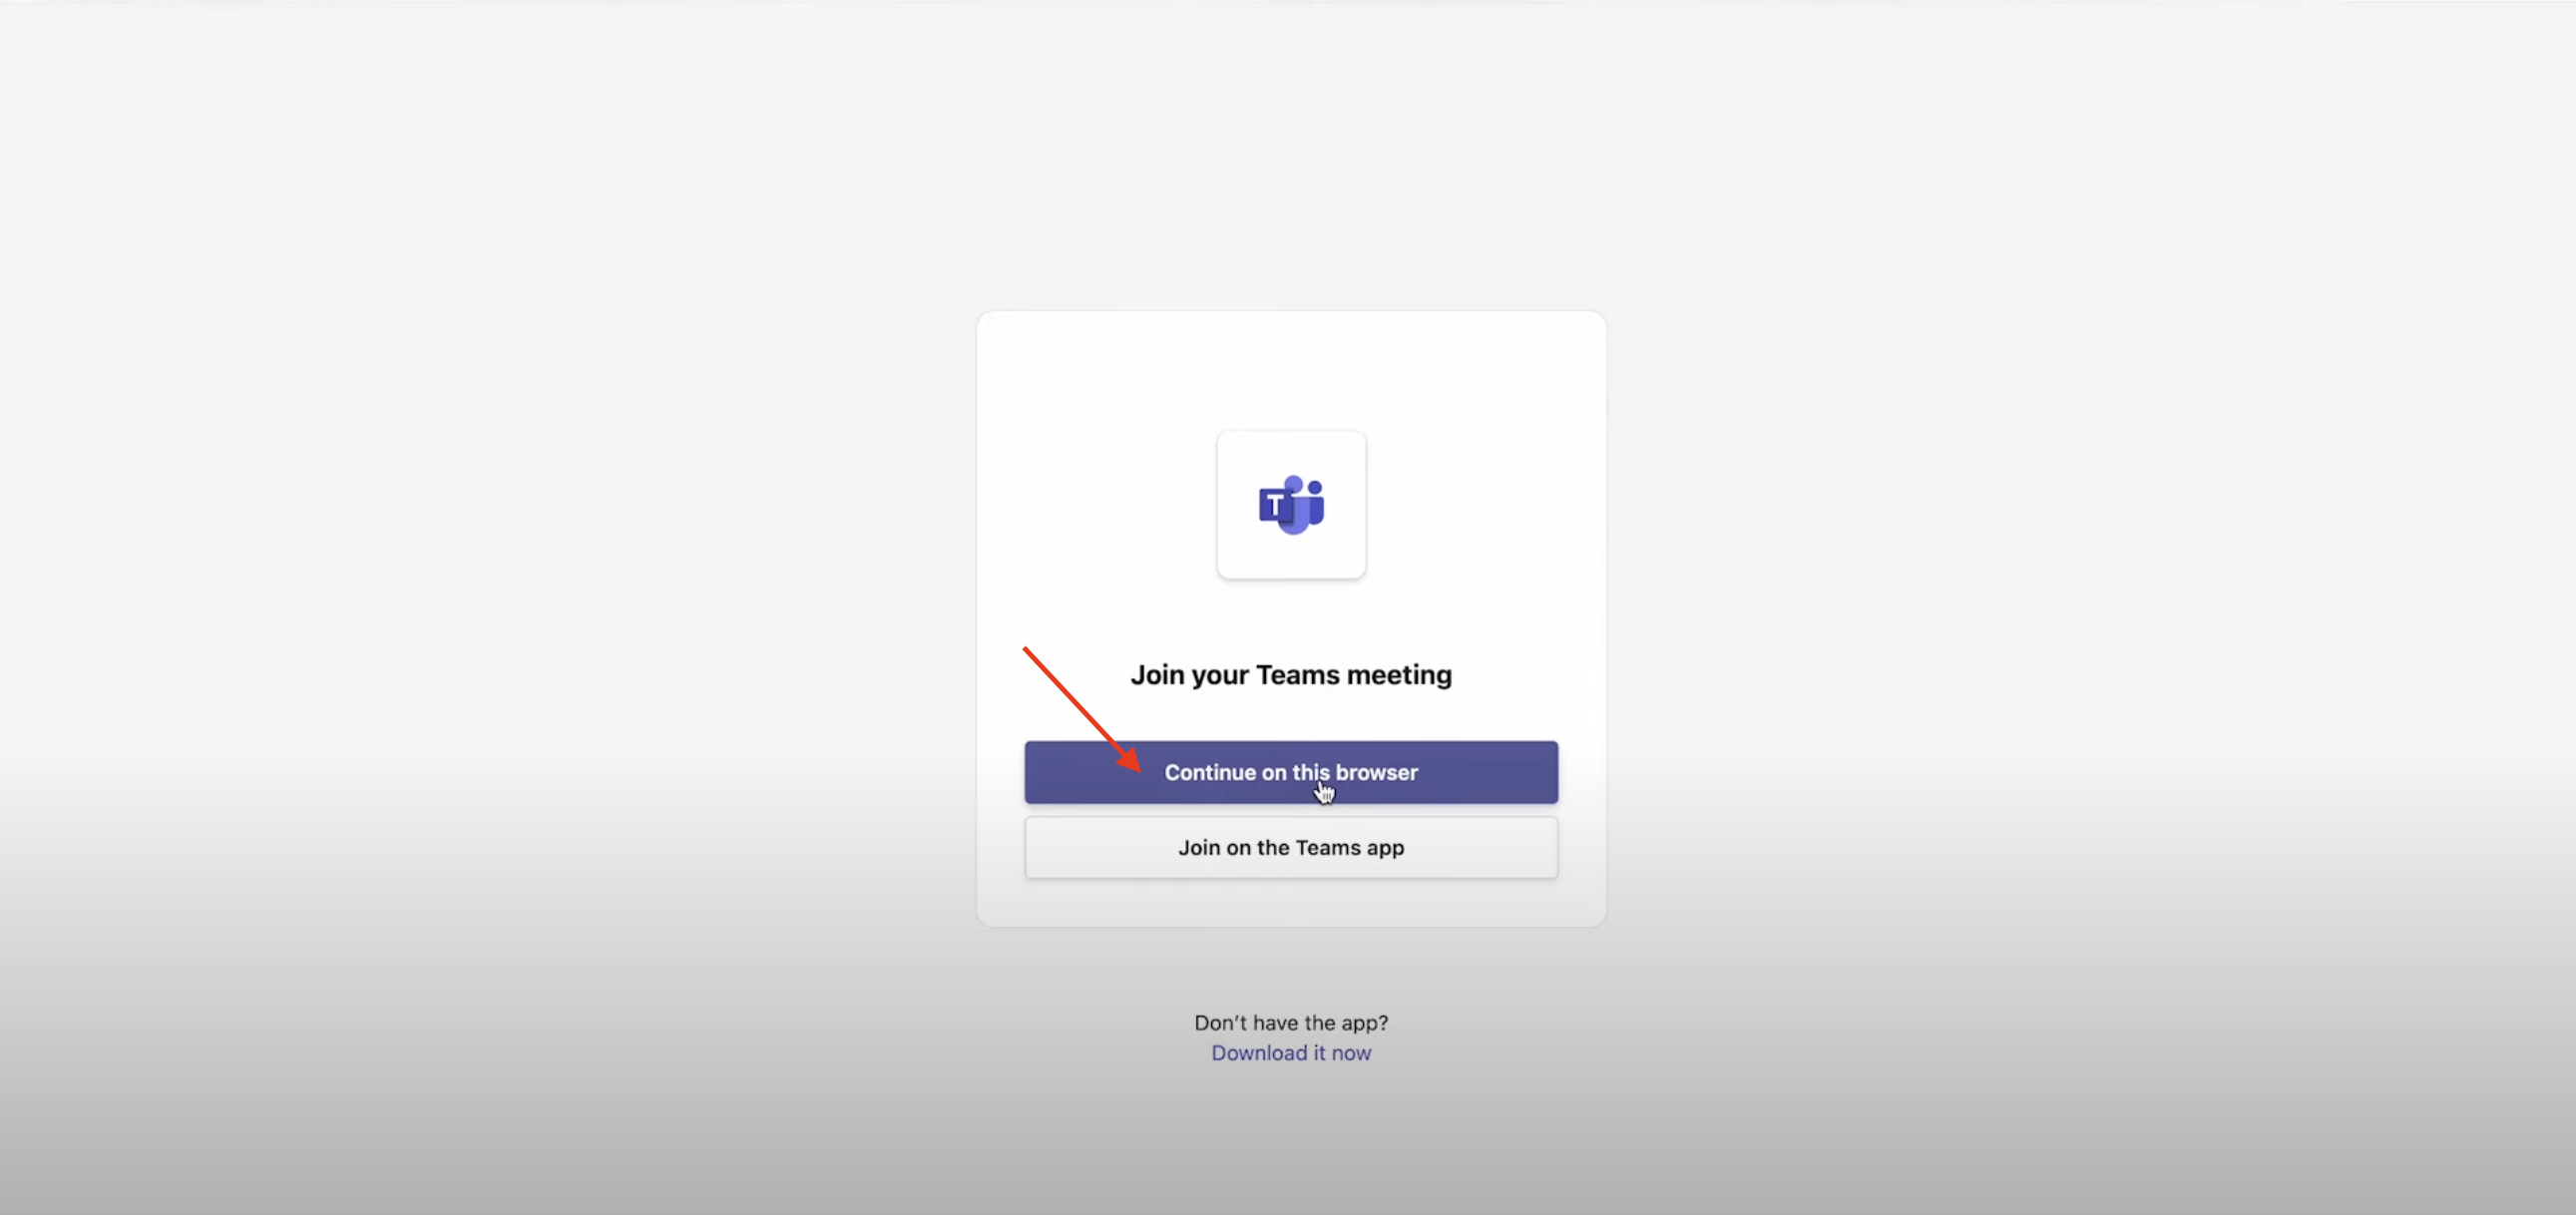 T
Join your Teams meeting
Continue on this browser
Join on the Teams app
Don't have the app?
Download it now